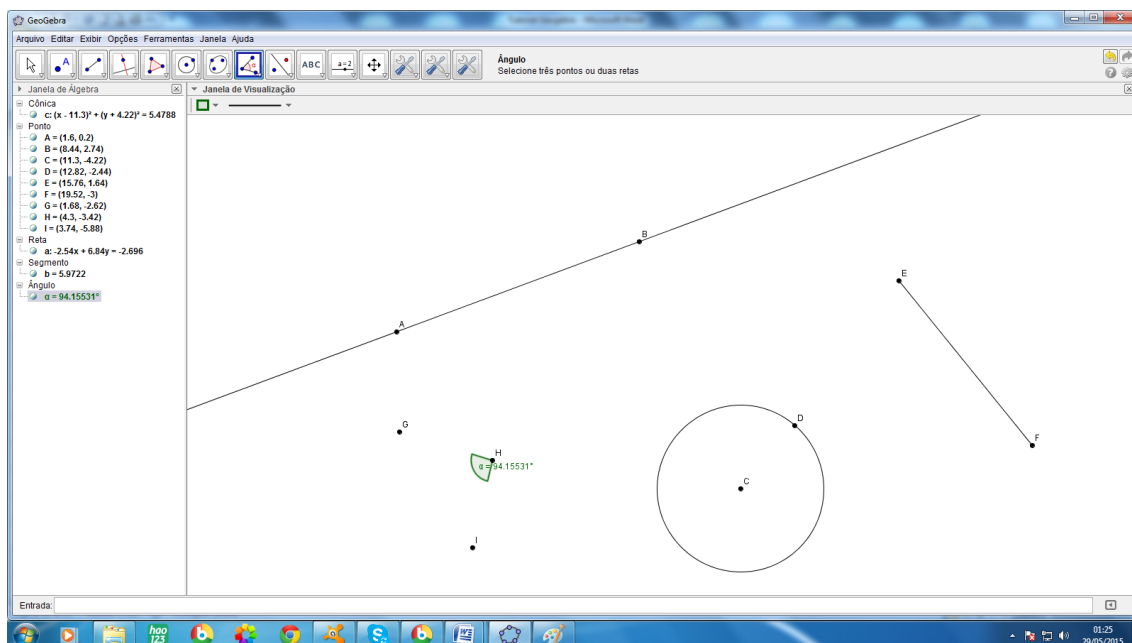 GeoGebra
Arquivo Editar Exibir Opções Ferramentas Janela Ajuda
A
ABC
a=2
Ângulo
Selecione três pontos ou duas retas
Janela de Álgebra
Janela de Visualização
Cônica
c: (x - 11.3)² + (y + 4.22)² = 5.4788
Ponto
A = (1.6, 0.2)
B = (8.44, 2.74)
C = (11.3, -4.22)
D = (12.82, -2.44)
E = (15.76, 1.64)
F = (19.52, -3)
G = (1.68, -2.62)
H = (4.3, -3.42)
I = (3.74, -5.88)
Reta
a: -2.54x + 6.84y = -2.696
Segmento
b = 5.9722
Ângulo
α = 94.15531°
B
E
A
D
G
F
H
α = 94.15531°
C
I
Entrada:
hao
123
01:25
29/05/2015